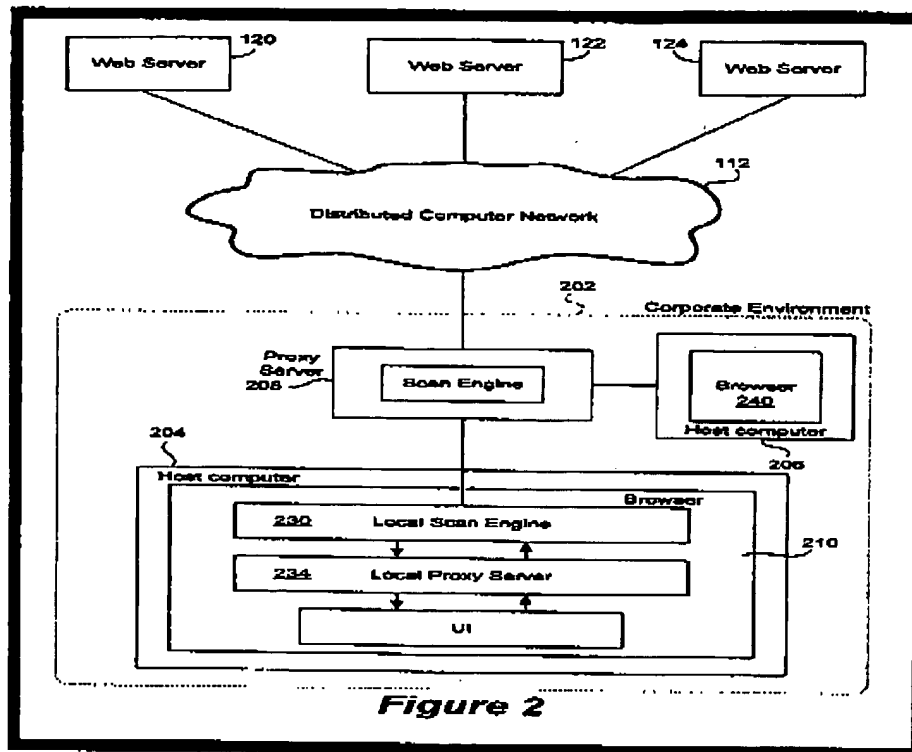 120
122
124
Web Server
Web Server
Web Server
112
Distributed Computer Network
202
Corporate Environment
Proxy
Server
208
Scan Engine
Browser
240
Host computer
206
204
Host computer
Browser
230 Local Scan Engine
210
234 Local Proxy Server
UI
Figure 2